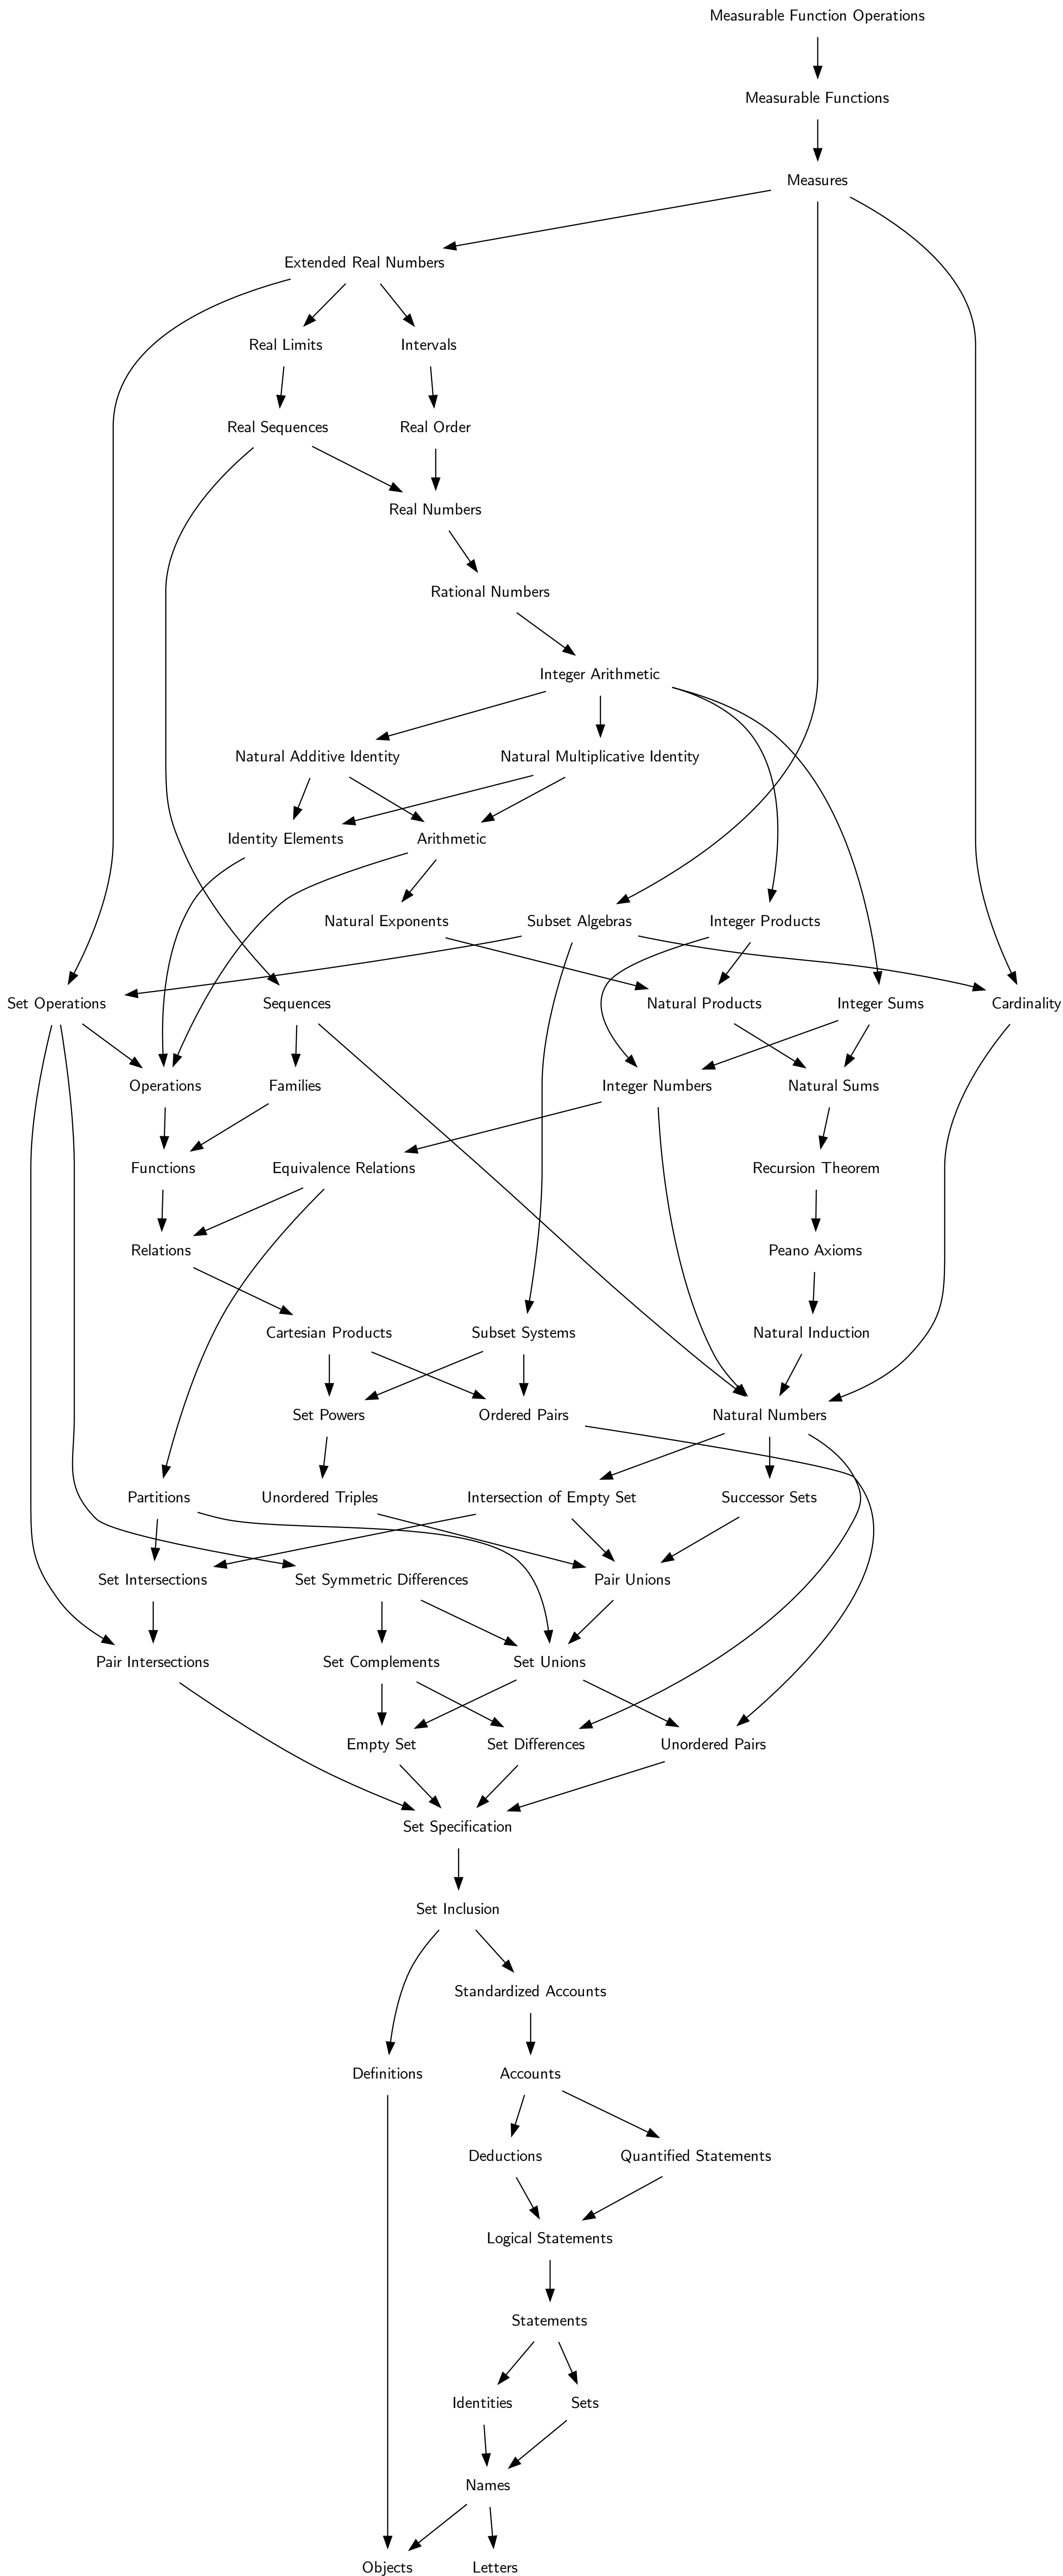 Measurable Function Operations
Measurable Functions
Measures
Extended Real Numbers
Real Limits
Intervals
Real Sequences
Real Order
Real Numbers
Rational Numbers
Integer Arithmetic
Natural Additive Identity
Natural Multiplicative Identity
Identity Elements
Arithmetic
Natural Exponents
Subset Algebras
Integer Products
Set Operations
Sequences
Natural Products
Integer Sums
Cardinality
Operations
Families
Integer Numbers
Natural Sums
Functions
Equivalence Relations
Recursion Theorem
Relations
Peano Axioms
Cartesian Products
Subset Systems
Natural Induction
Set Powers
Ordered Pairs
Natural Numbers
Partitions
Unordered Triples
Intersection of Empty Set
Successor Sets
Set Intersections
Set Symmetric Differences
Pair Unions
Pair Intersections
Set Complements
Set Unions
Empty Set
Set Differences
Unordered Pairs
Set Specification
Set Inclusion
Standardized Accounts
Definitions
Accounts
Deductions
Quantified Statements
Logical Statements
Statements
Identities
Sets
Names
Objects
Letters